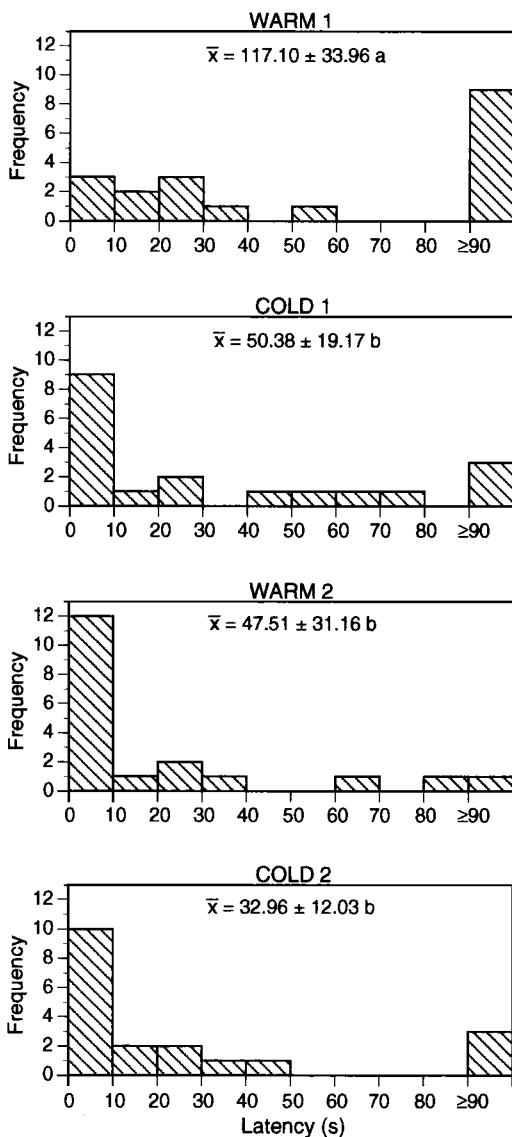 WARM 1
x̄ = 117.10 ± 33.96 a
Frequency
12
10
8
6
4
2
0
0 10 20 30 40 50 60 70 80 ≥90
COLD 1
x̄ = 50.38 ± 19.17 b
Frequency
12
10
8
6
4
2
0
0 10 20 30 40 50 60 70 80 ≥90
WARM 2
x̄ = 47.51 ± 31.16 b
Frequency
12
10
8
6
4
2
0
0 10 20 30 40 50 60 70 80 ≥90
COLD 2
x̄ = 32.96 ± 12.03 b
Frequency
12
10
8
6
4
2
0
0 10 20 30 40 50 60 70 80 ≥90
Latency (s)